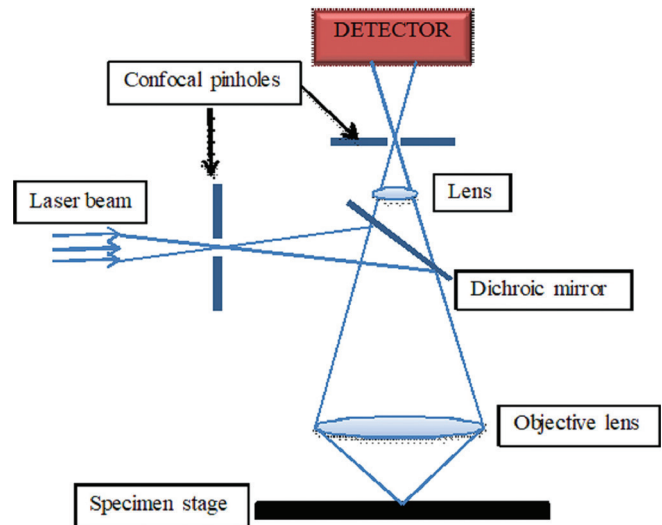 DETECTOR
Confocal pinholes
Laser beam
Lens
Dichroic mirror
Objective lens
Specimen stage